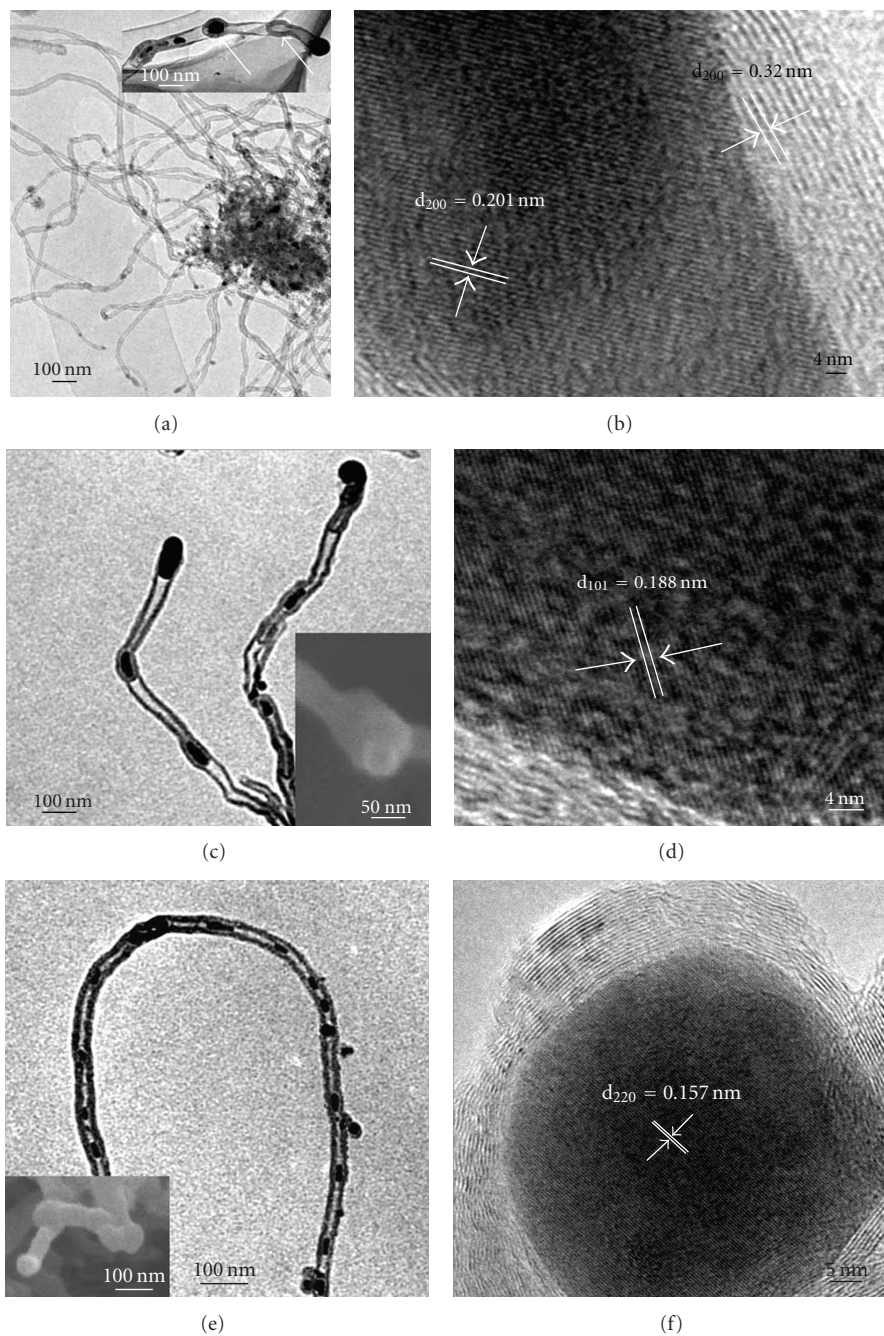 100 nm
100 nm
(a)
d200 = 0.32 nm
d200 = 0.201 nm
4 nm
(b)
100 nm
50 nm
(c)
d101 = 0.188 nm
4 nm
(d)
100 nm
100 nm
(e)
d220 = 0.157 nm
5 nm
(f)